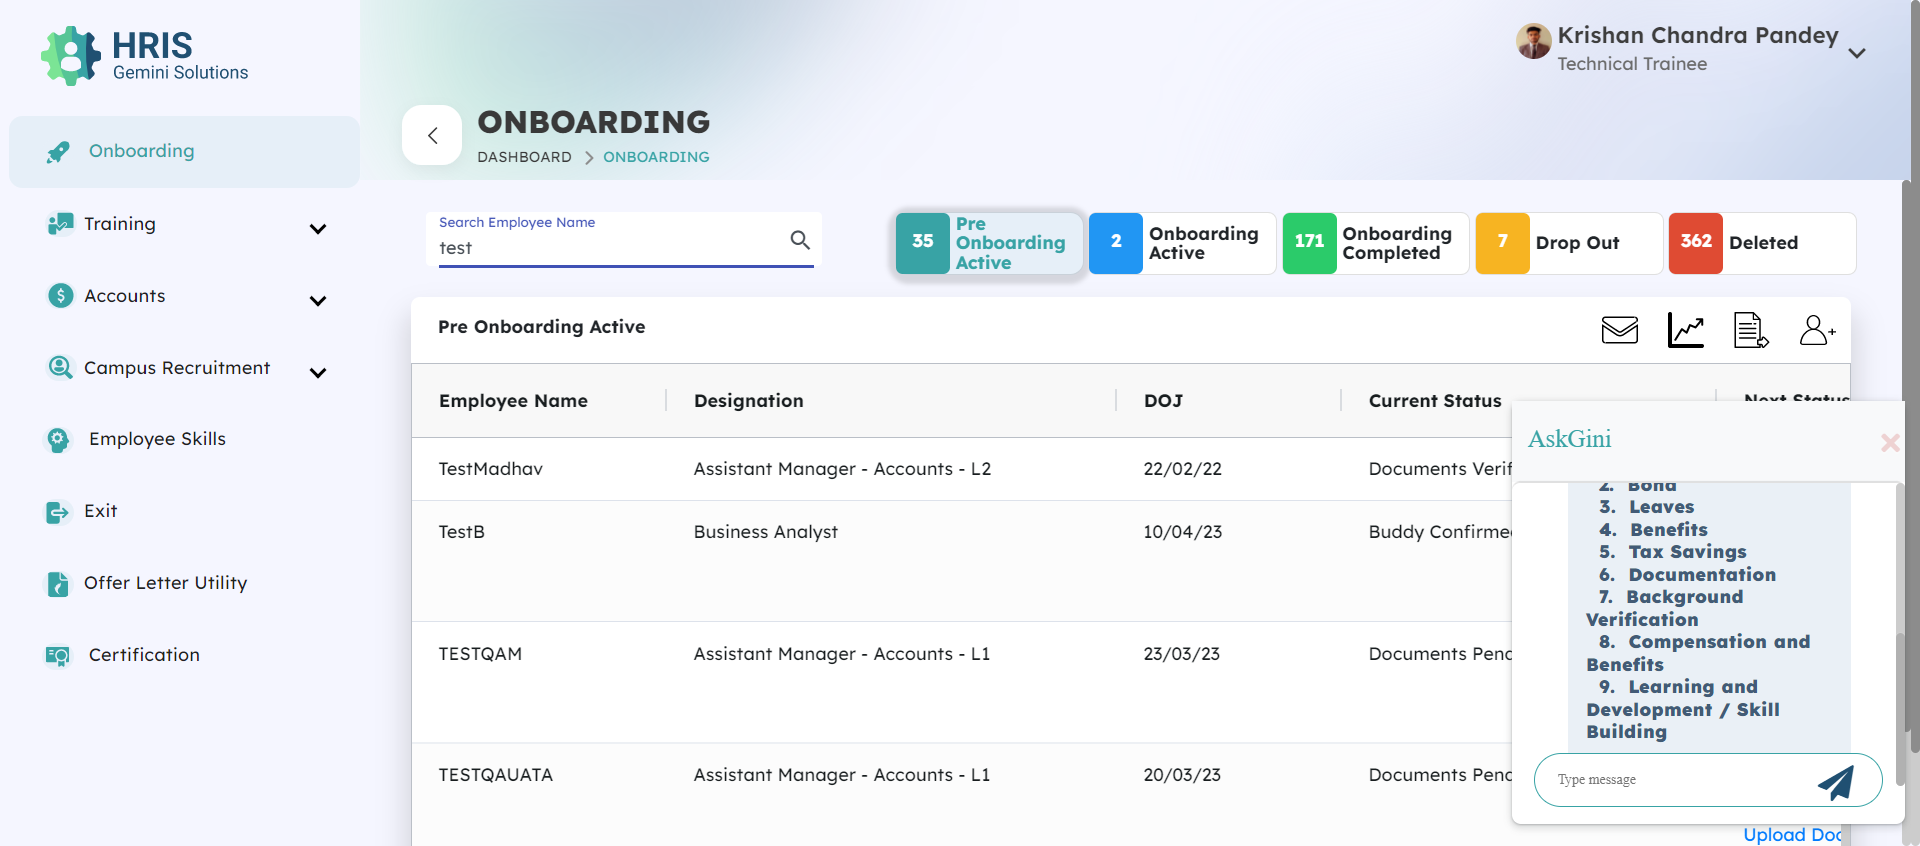 HRIS
Gemini Solutions
Krishan Chandra Pandey
Technical Trainee
ONBOARDING
DASHBOARD
ONBOARDING
Onboarding
Training
Accounts
Campus Recruitment
Employee Skills
Exit
Offer Letter Utility
Certification
Search Employee Name
test
35
Pre
Onboarding
Active
2
Onboarding
Active
171
Onboarding
Completed
7
Drop Out
362
Deleted
Pre Onboarding Active
Employee Name
Designation
DOJ
Current Status
Next Status
TestMadhav
Assistant Manager - Accounts - L2
22/02/22
Documents Verif
TestB
Business Analyst
10/04/23
Buddy Confirme
TESTQAM
Assistant Manager - Accounts - L1
23/03/23
Documents Pend
TESTQAUATA
Assistant Manager - Accounts - L1
20/03/23
Documents Pend
Upload Doc
AskGini
2. Bond
3. Leaves
4. Benefits
5. Tax Savings
6. Documentation
7. Background
Verification
8. Compensation and
Benefits
9. Learning and
Development / Skill
Building
Type message